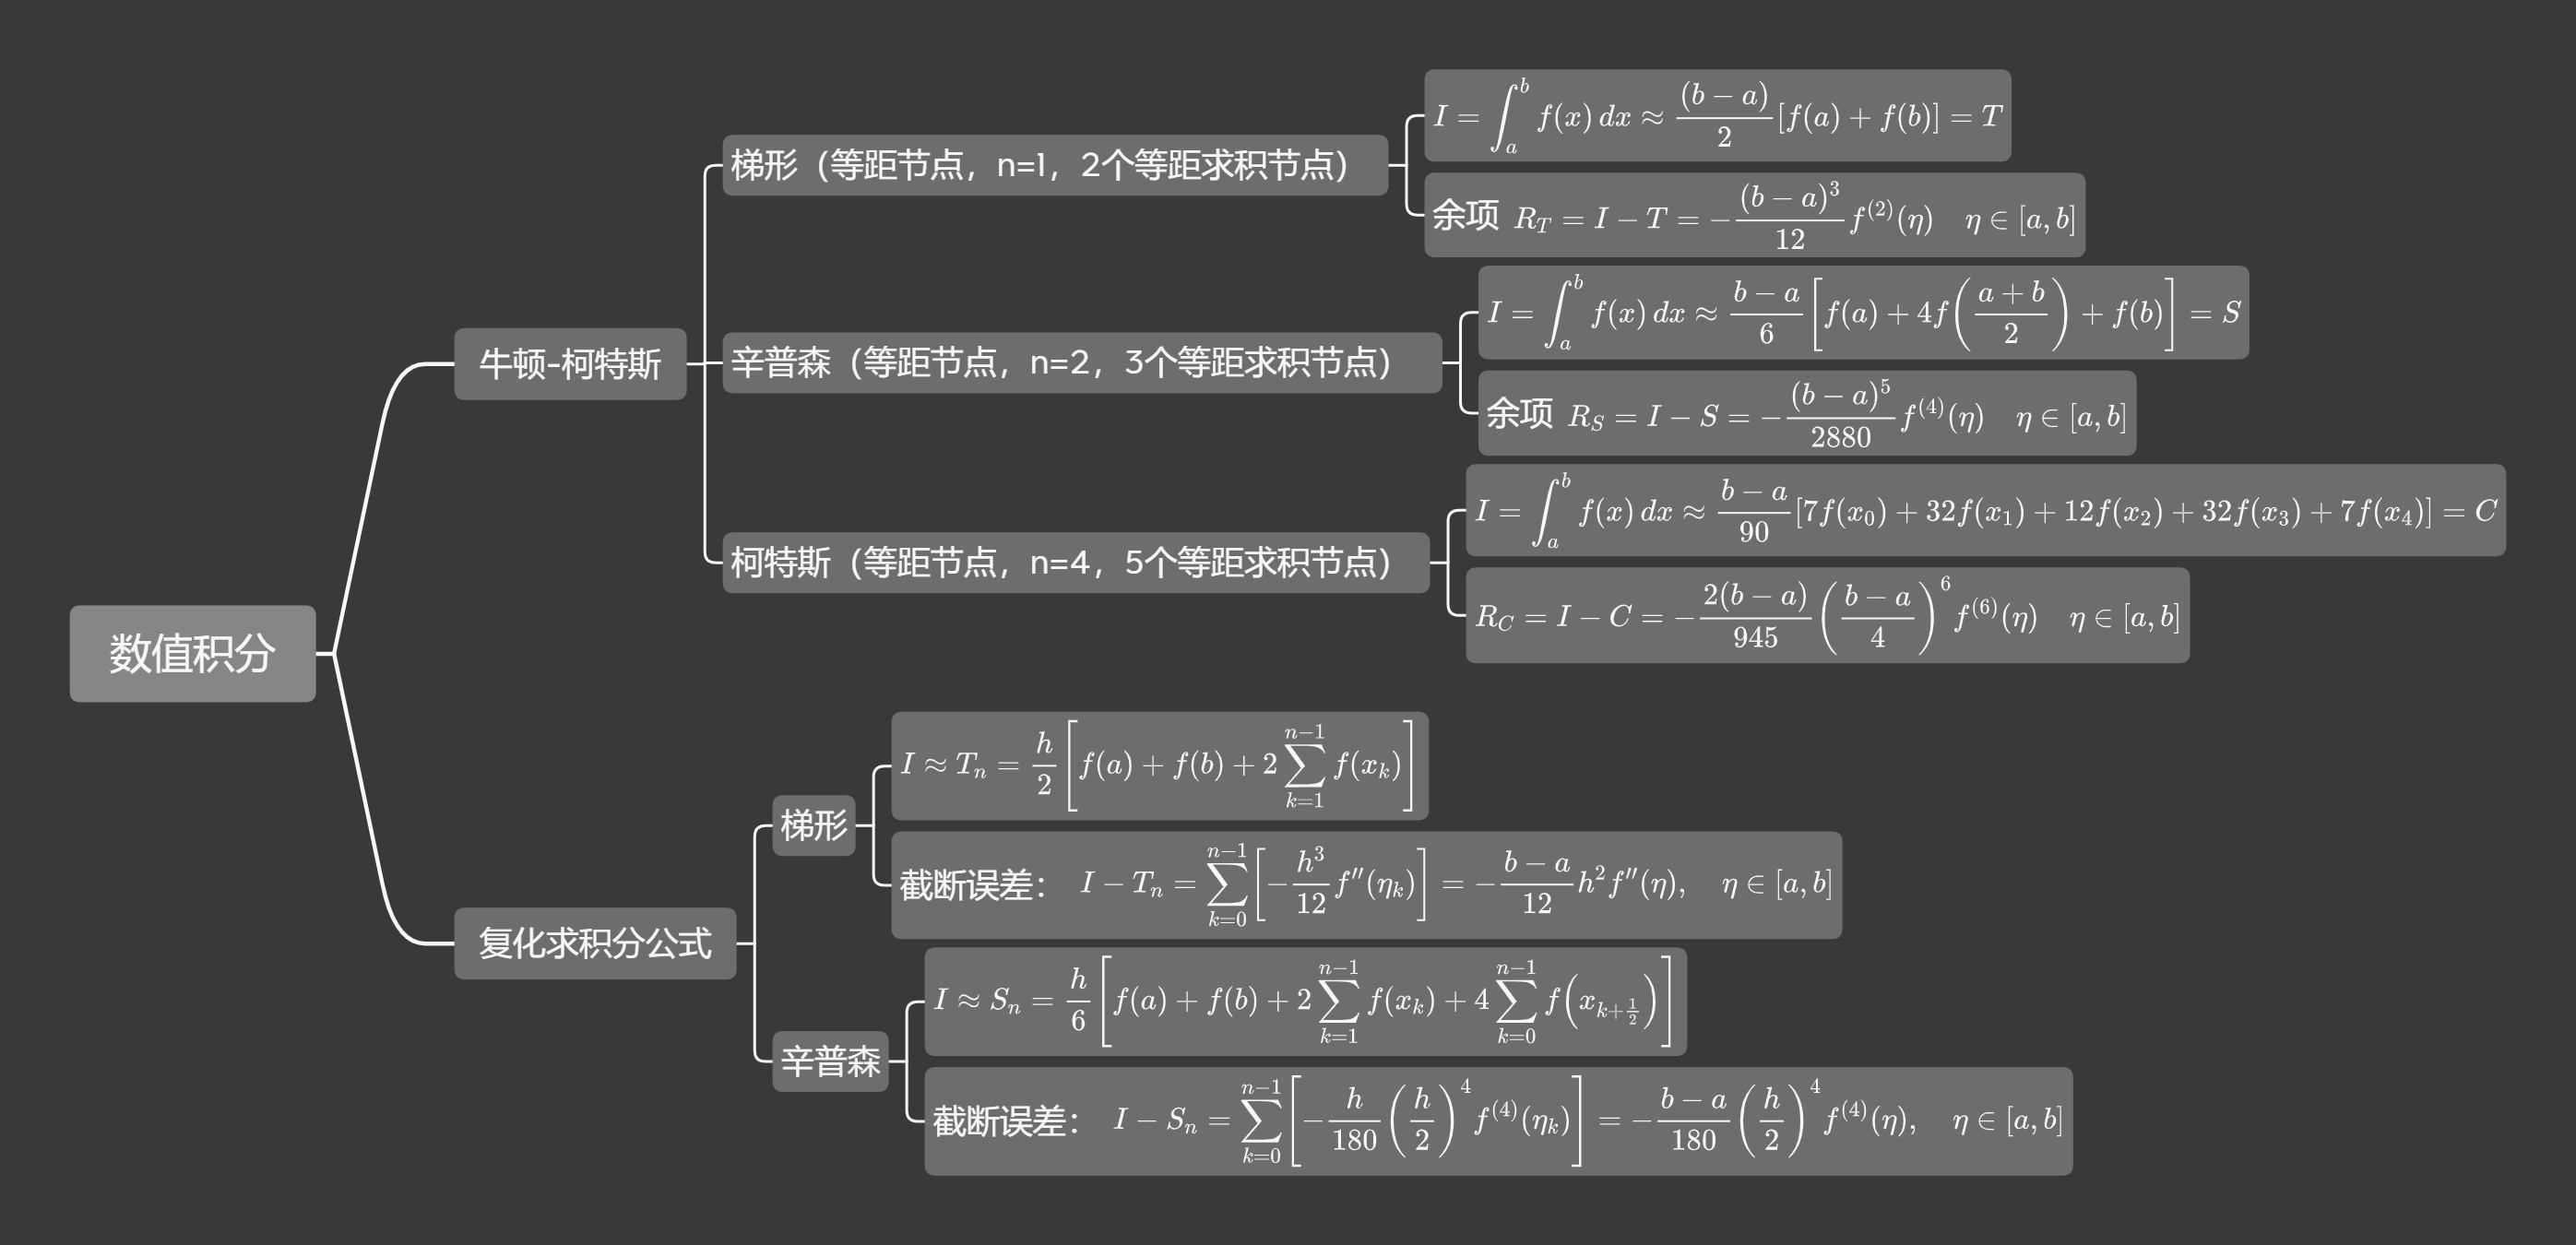 数值积分
牛顿-柯特斯
梯形（等距节点，n=1，2个等距求积节点）
$I = \int_a^b f(x)\,dx \approx \frac{(b-a)}{2}[f(a)+f(b)] = T$
余项 $R_T = I - T = -\frac{(b-a)^3}{12} f^{(2)}(\eta) \quad \eta \in [a,b]$
辛普森（等距节点，n=2，3个等距求积节点）
$I = \int_a^b f(x)\,dx \approx \frac{b-a}{6}\left[f(a)+4f\left(\frac{a+b}{2}\right)+f(b)\right] = S$
余项 $R_S = I - S = -\frac{(b-a)^5}{2880} f^{(4)}(\eta) \quad \eta \in [a,b]$
柯特斯（等距节点，n=4，5个等距求积节点）
$I = \int_a^b f(x)\,dx \approx \frac{b-a}{90}[7f(x_0)+32f(x_1)+12f(x_2)+32f(x_3)+7f(x_4)] = C$
$R_C = I - C = -\frac{2(b-a)}{945}\left(\frac{b-a}{4}\right)^6 f^{(6)}(\eta) \quad \eta \in [a,b]$
复化求积分公式
梯形
$I \approx T_n = \frac{h}{2}\left[f(a)+f(b)+2\sum_{k=1}^{n-1} f(x_k)\right]$
截断误差： $I - T_n = \sum_{k=0}^{n-1}\left[-\frac{h^3}{12} f''(\eta_k)\right] = -\frac{b-a}{12} h^2 f''(\eta), \quad \eta \in [a,b]$
辛普森
$I \approx S_n = \frac{h}{6}\left[f(a)+f(b)+2\sum_{k=1}^{n-1} f(x_k)+4\sum_{k=0}^{n-1} f\left(x_{k+\frac{1}{2}}\right)\right]$
截断误差： $I - S_n = \sum_{k=0}^{n-1}\left[-\frac{h}{180}\left(\frac{h}{2}\right)^4 f^{(4)}(\eta_k)\right] = -\frac{b-a}{180}\left(\frac{h}{2}\right)^4 f^{(4)}(\eta), \quad \eta \in [a,b]$